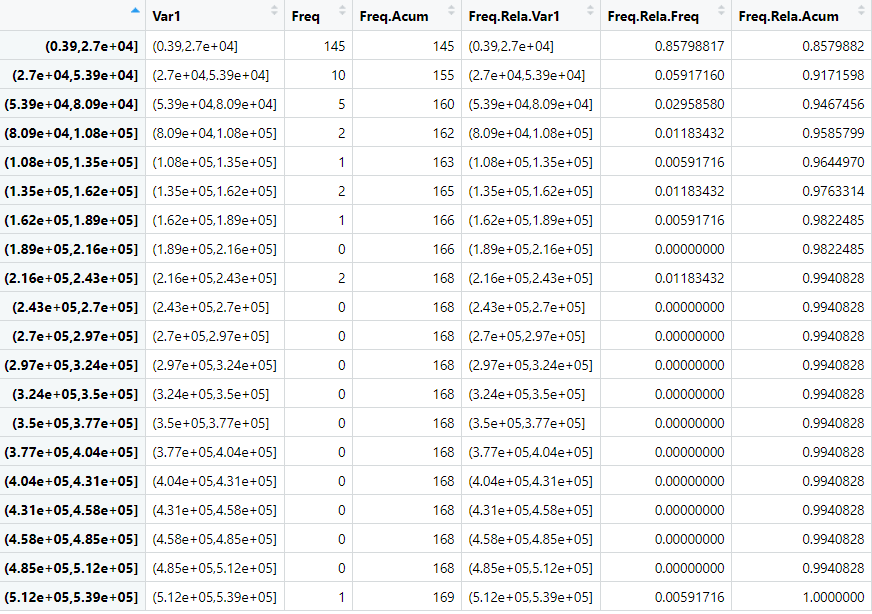 Var1 Freq Freq.Acum Freq.Rela.Var1 Freq.Rela.Freq Freq.Rela.Acum
(0.39,2.7e+04] (0.39,2.7e+04] 145 145 (0.39,2.7e+04] 0.85798817 0.8579882
(2.7e+04,5.39e+04] (2.7e+04,5.39e+04] 10 155 (2.7e+04,5.39e+04] 0.05917160 0.9171598
(5.39e+04,8.09e+04] (5.39e+04,8.09e+04] 5 160 (5.39e+04,8.09e+04] 0.02958580 0.9467456
(8.09e+04,1.08e+05] (8.09e+04,1.08e+05] 2 162 (8.09e+04,1.08e+05] 0.01183432 0.9585799
(1.08e+05,1.35e+05] (1.08e+05,1.35e+05] 1 163 (1.08e+05,1.35e+05] 0.00591716 0.9644970
(1.35e+05,1.62e+05] (1.35e+05,1.62e+05] 2 165 (1.35e+05,1.62e+05] 0.01183432 0.9763314
(1.62e+05,1.89e+05] (1.62e+05,1.89e+05] 1 166 (1.62e+05,1.89e+05] 0.00591716 0.9822485
(1.89e+05,2.16e+05] (1.89e+05,2.16e+05] 0 166 (1.89e+05,2.16e+05] 0.00000000 0.9822485
(2.16e+05,2.43e+05] (2.16e+05,2.43e+05] 2 168 (2.16e+05,2.43e+05] 0.01183432 0.9940828
(2.43e+05,2.7e+05] (2.43e+05,2.7e+05] 0 168 (2.43e+05,2.7e+05] 0.00000000 0.9940828
(2.7e+05,2.97e+05] (2.7e+05,2.97e+05] 0 168 (2.7e+05,2.97e+05] 0.00000000 0.9940828
(2.97e+05,3.24e+05] (2.97e+05,3.24e+05] 0 168 (2.97e+05,3.24e+05] 0.00000000 0.9940828
(3.24e+05,3.5e+05] (3.24e+05,3.5e+05] 0 168 (3.24e+05,3.5e+05] 0.00000000 0.9940828
(3.5e+05,3.77e+05] (3.5e+05,3.77e+05] 0 168 (3.5e+05,3.77e+05] 0.00000000 0.9940828
(3.77e+05,4.04e+05] (3.77e+05,4.04e+05] 0 168 (3.77e+05,4.04e+05] 0.00000000 0.9940828
(4.04e+05,4.31e+05] (4.04e+05,4.31e+05] 0 168 (4.04e+05,4.31e+05] 0.00000000 0.9940828
(4.31e+05,4.58e+05] (4.31e+05,4.58e+05] 0 168 (4.31e+05,4.58e+05] 0.00000000 0.9940828
(4.58e+05,4.85e+05] (4.58e+05,4.85e+05] 0 168 (4.58e+05,4.85e+05] 0.00000000 0.9940828
(4.85e+05,5.12e+05] (4.85e+05,5.12e+05] 0 168 (4.85e+05,5.12e+05] 0.00000000 0.9940828
(5.12e+05,5.39e+05] (5.12e+05,5.39e+05] 1 169 (5.12e+05,5.39e+05] 0.00591716 1.0000000